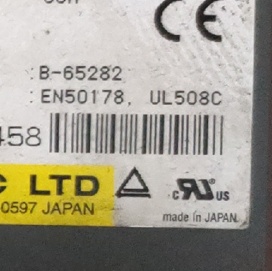 CE
: B-65282
: EN50178, UL508C
458
C LTD
c US
0597 JAPAN
made in JAPAN